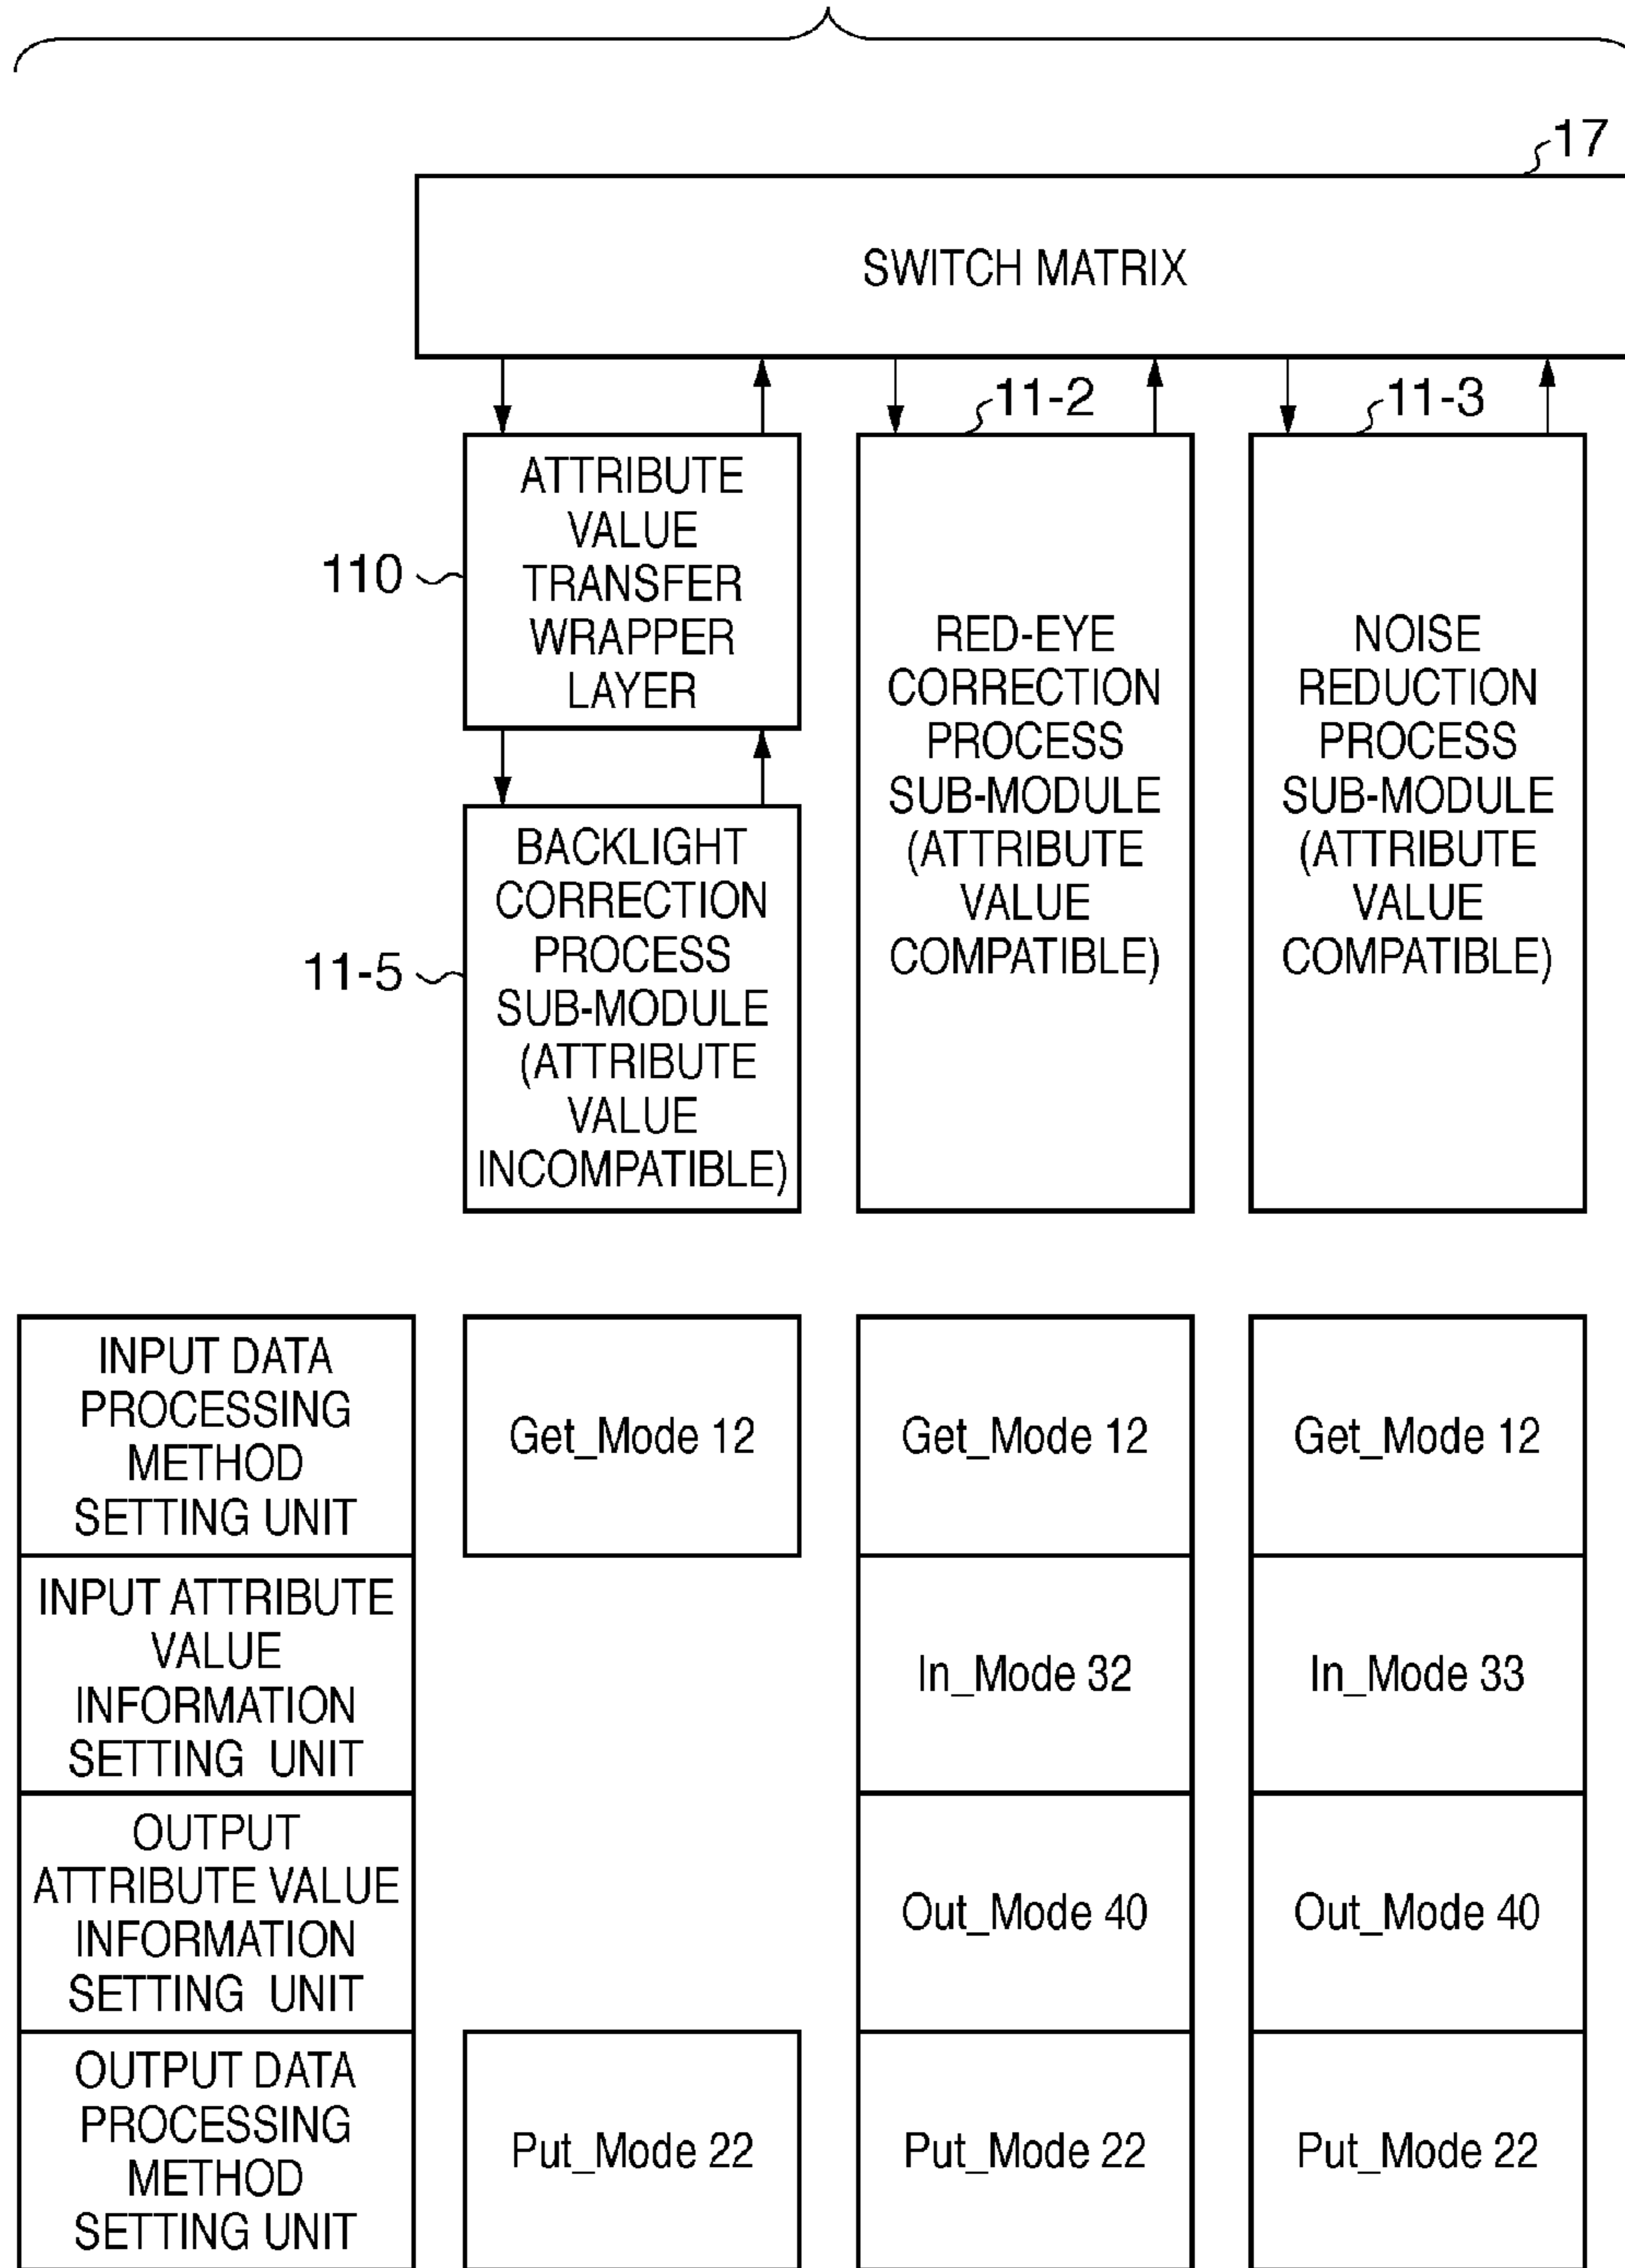 17
SWITCH MATRIX
110
ATTRIBUTE
VALUE
TRANSFER
WRAPPER
LAYER
11-5
BACKLIGHT
CORRECTION
PROCESS
SUB-MODULE
(ATTRIBUTE
VALUE
INCOMPATIBLE)
11-2
RED-EYE
CORRECTION
PROCESS
SUB-MODULE
(ATTRIBUTE
VALUE
COMPATIBLE)
11-3
NOISE
REDUCTION
PROCESS
SUB-MODULE
(ATTRIBUTE
VALUE
COMPATIBLE)
INPUT DATA
PROCESSING
METHOD
SETTING UNIT
Get_Mode 12
Get_Mode 12
Get_Mode 12
INPUT ATTRIBUTE
VALUE
INFORMATION
SETTING UNIT
In_Mode 32
In_Mode 33
OUTPUT
ATTRIBUTE VALUE
INFORMATION
SETTING UNIT
Out_Mode 40
Out_Mode 40
OUTPUT DATA
PROCESSING
METHOD
SETTING UNIT
Put_Mode 22
Put_Mode 22
Put_Mode 22